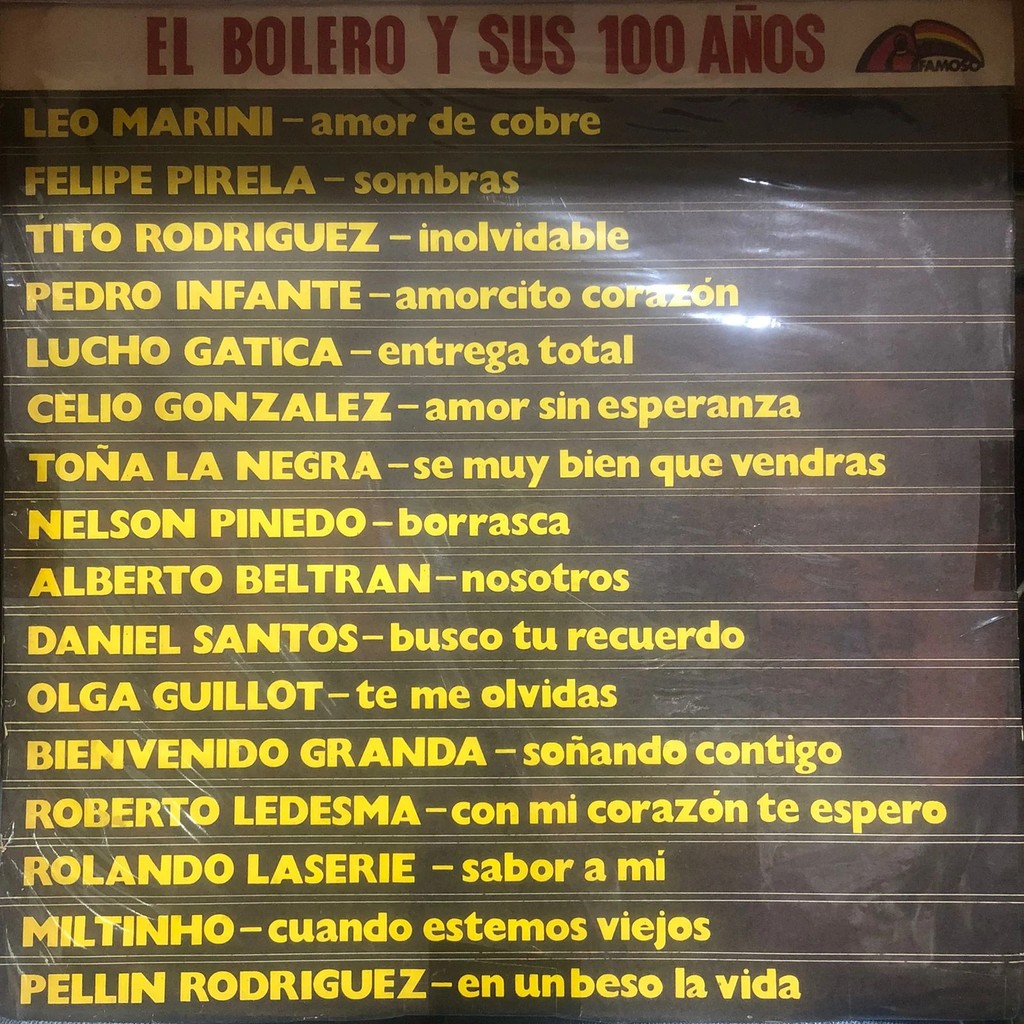 EL BOLERO Y SUS 100 AÑOS
FAMOSO
LEO MARINI – amor de cobre
FELIPE PIRELA – sombras
TITO RODRIGUEZ – inolvidable
PEDRO INFANTE – amorcito corazón
LUCHO GATICA – entrega total
CELIO GONZALEZ – amor sin esperanza
TOÑA LA NEGRA – se muy bien que vendras
NELSON PINEDO – borrasca
ALBERTO BELTRAN – nosotros
DANIEL SANTOS – busco tu recuerdo
OLGA GUILLOT – te me olvidas
BIENVENIDO GRANDA – soñando contigo
ROBERTO LEDESMA – con mi corazón te espero
ROLANDO LASERIE – sabor a mí
MILTINHO – cuando estemos viejos
PELLIN RODRIGUEZ – en un beso la vida